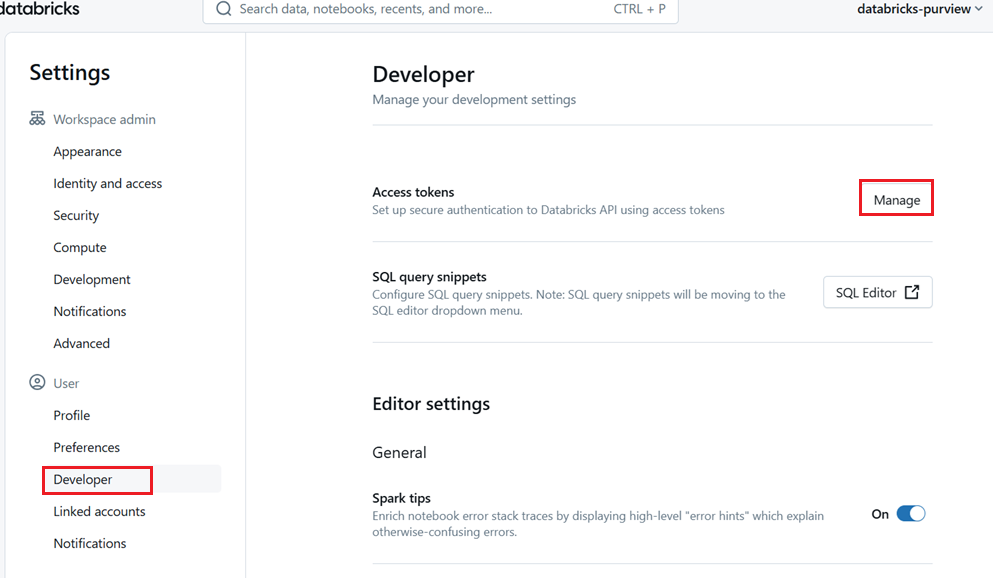 databricks
Search data, notebooks, recents, and more...
CTRL + P
databricks-purview
Settings
Workspace admin
Appearance
Identity and access
Security
Compute
Development
Notifications
Advanced
User
Profile
Preferences
Developer
Linked accounts
Notifications
Developer
Manage your development settings
Access tokens
Set up secure authentication to Databricks API using access tokens
Manage
SQL query snippets
Configure SQL query snippets. Note: SQL query snippets will be moving to the
SQL editor dropdown menu.
SQL Editor
Editor settings
General
Spark tips
Enrich notebook error stack traces by displaying high-level "error hints" which explain
otherwise-confusing errors.
On